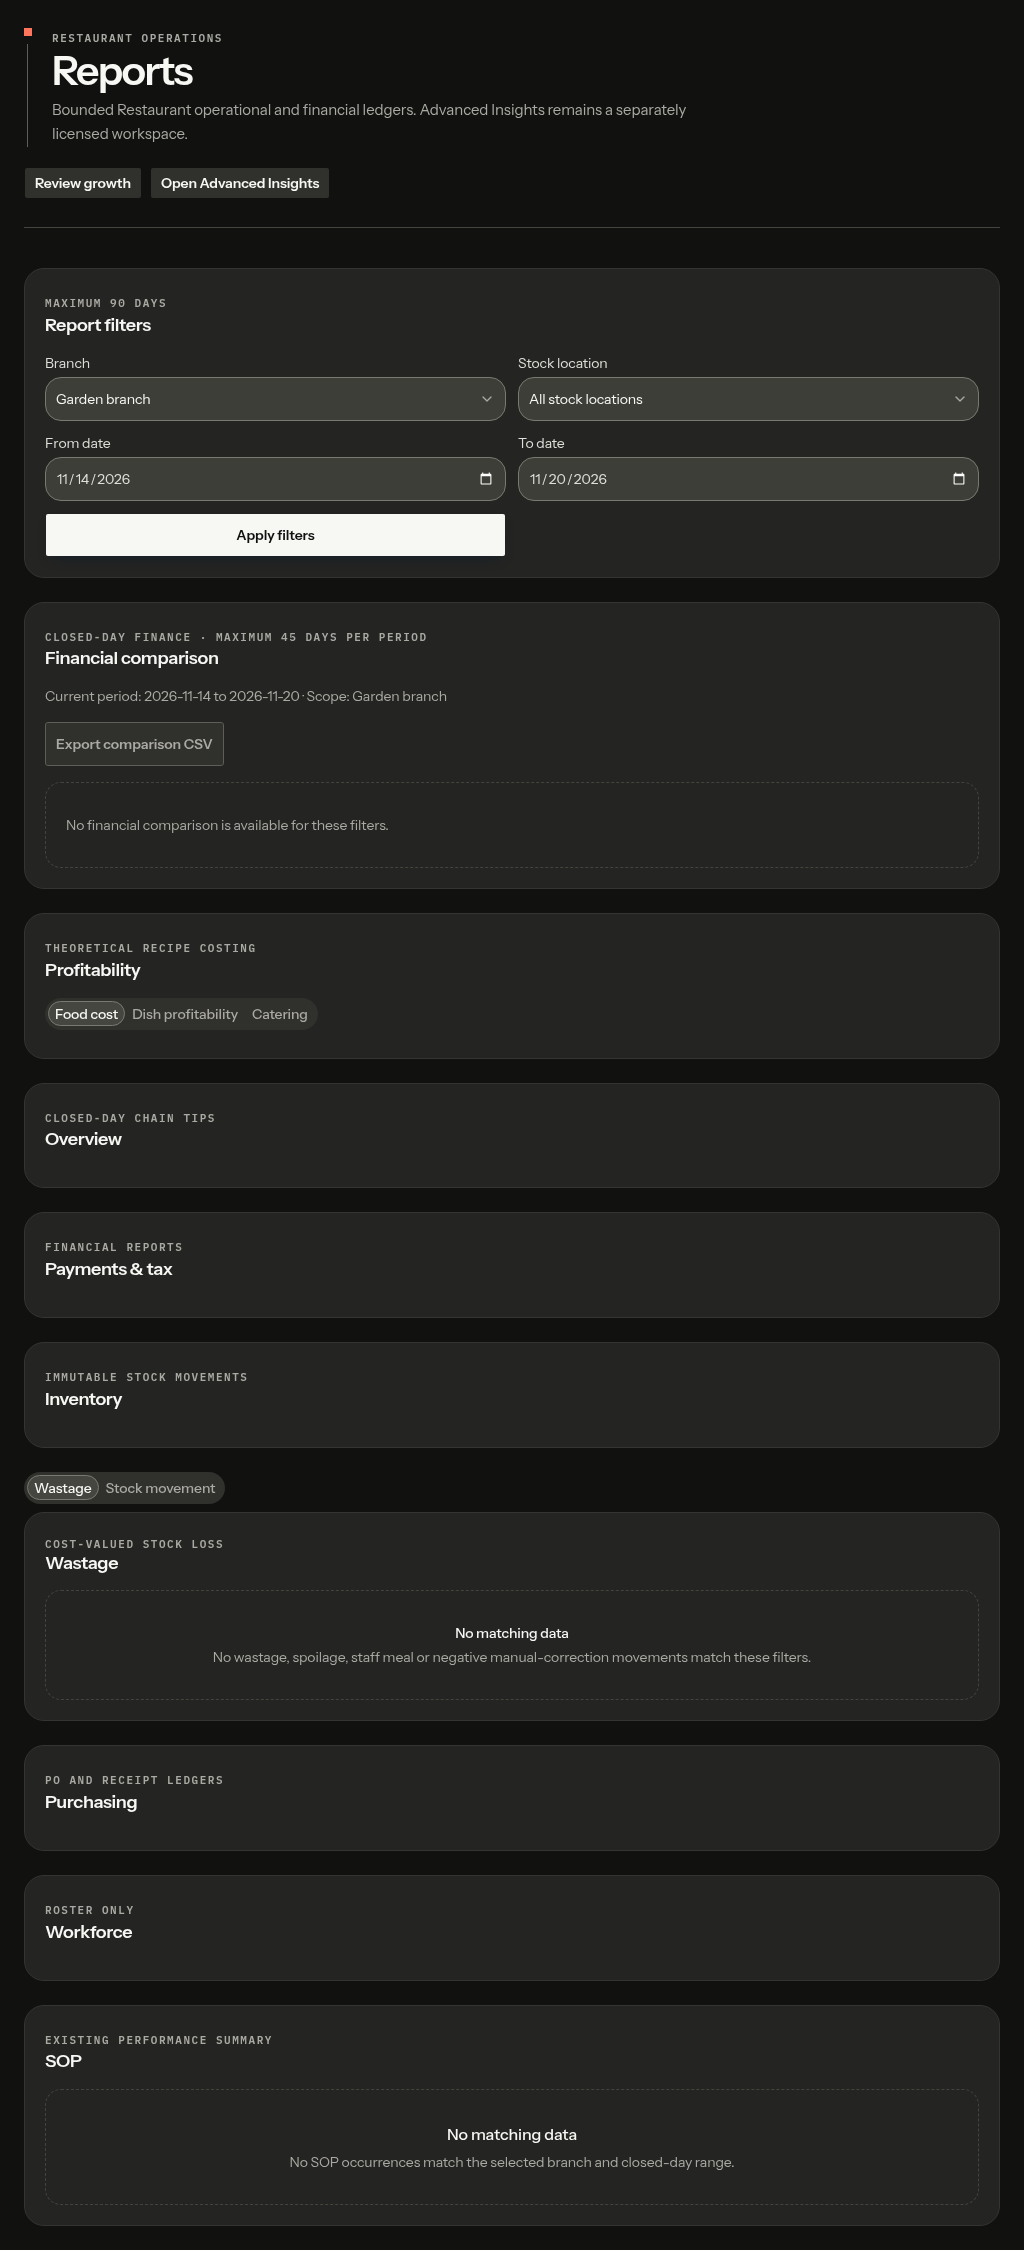 RESTAURANT OPERATIONS
Reports
Bounded Restaurant operational and financial ledgers. Advanced Insights remains a separately
licensed workspace.
Review growth
Open Advanced Insights
MAXIMUM 90 DAYS
Report filters
Branch
Stock location
Garden branch
All stock locations
From date
To date
11/14/2026
11/20/2026
Apply filters
CLOSED-DAY FINANCE · MAXIMUM 45 DAYS PER PERIOD
Financial comparison
Current period: 2026-11-14 to 2026-11-20 · Scope: Garden branch
Export comparison CSV
No financial comparison is available for these filters.
THEORETICAL RECIPE COSTING
Profitability
Food cost
Dish profitability
Catering
CLOSED-DAY CHAIN TIPS
Overview
FINANCIAL REPORTS
Payments & tax
IMMUTABLE STOCK MOVEMENTS
Inventory
Wastage
Stock movement
COST-VALUED STOCK LOSS
Wastage
No matching data
No wastage, spoilage, staff meal or negative manual-correction movements match these filters.
PO AND RECEIPT LEDGERS
Purchasing
ROSTER ONLY
Workforce
EXISTING PERFORMANCE SUMMARY
SOP
No matching data
No SOP occurrences match the selected branch and closed-day range.